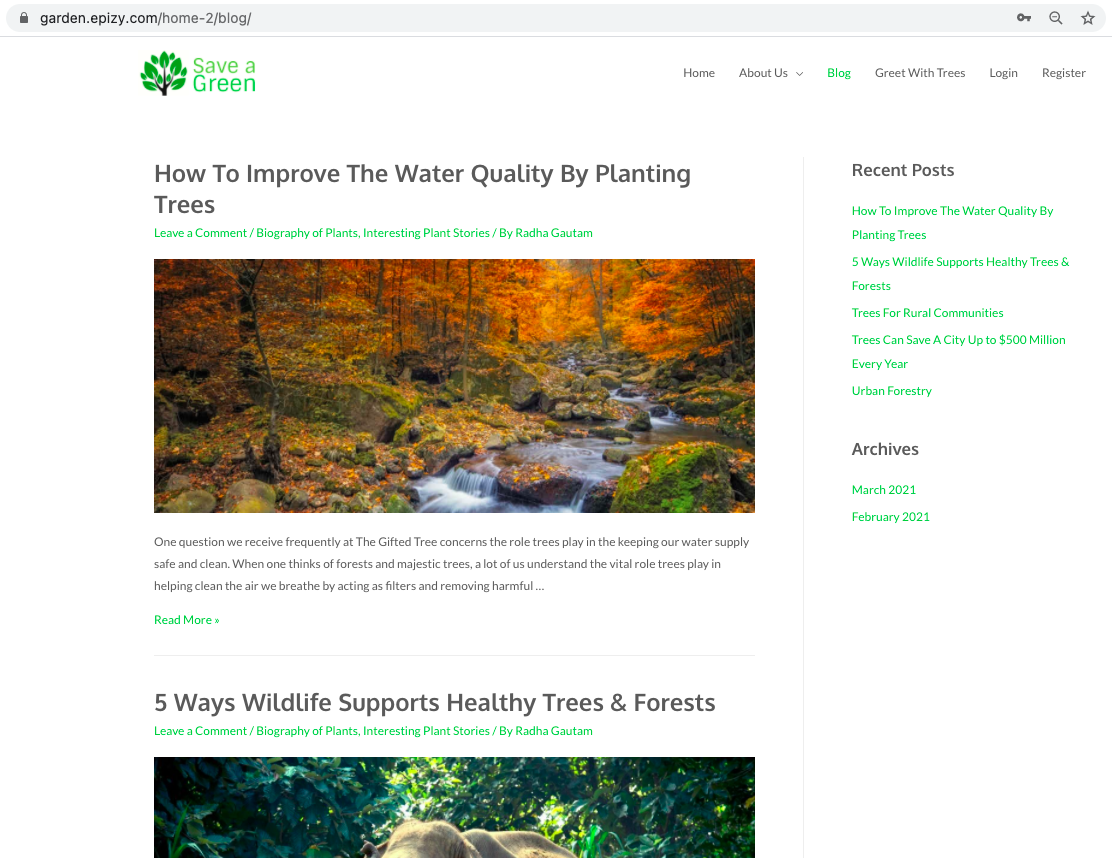 garden.epizy.com/home-2/blog/
Save a
Green
Home
About Us
Blog
Greet With Trees
Login
Register
How To Improve The Water Quality By Planting
Trees
Leave a Comment / Biography of Plants, Interesting Plant Stories / By Radha Gautam
One question we receive frequently at The Gifted Tree concerns the role trees play in the keeping our water supply
safe and clean. When one thinks of forests and majestic trees, a lot of us understand the vital role trees play in
helping clean the air we breathe by acting as filters and removing harmful …
Read More »
5 Ways Wildlife Supports Healthy Trees & Forests
Leave a Comment / Biography of Plants, Interesting Plant Stories / By Radha Gautam
Recent Posts
How To Improve The Water Quality By
Planting Trees
5 Ways Wildlife Supports Healthy Trees &
Forests
Trees For Rural Communities
Trees Can Save A City Up to $500 Million
Every Year
Urban Forestry
Archives
March 2021
February 2021